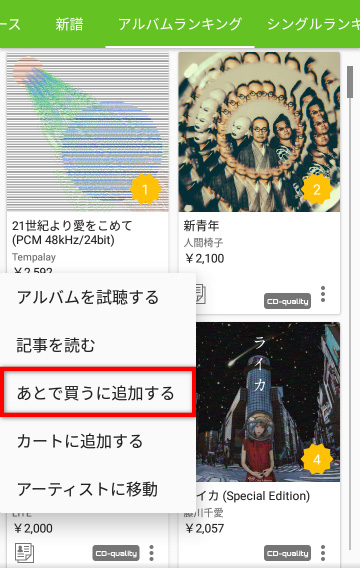 ース 新譜 アルバムランキング シングルランキ
1
2
21世紀より愛をこめて
(PCM 48kHz/24bit)
Tempalay
￥2,592
新青年
人間椅子
￥2,100
CD-quality
アルバムを試聴する
記事を読む
あとで買うに追加する
カートに追加する
アーティストに移動
ライカ
4
イカ (Special Edition)
藤川千愛
￥2,057
LITE
￥2,000
CD-quality
CD-quality